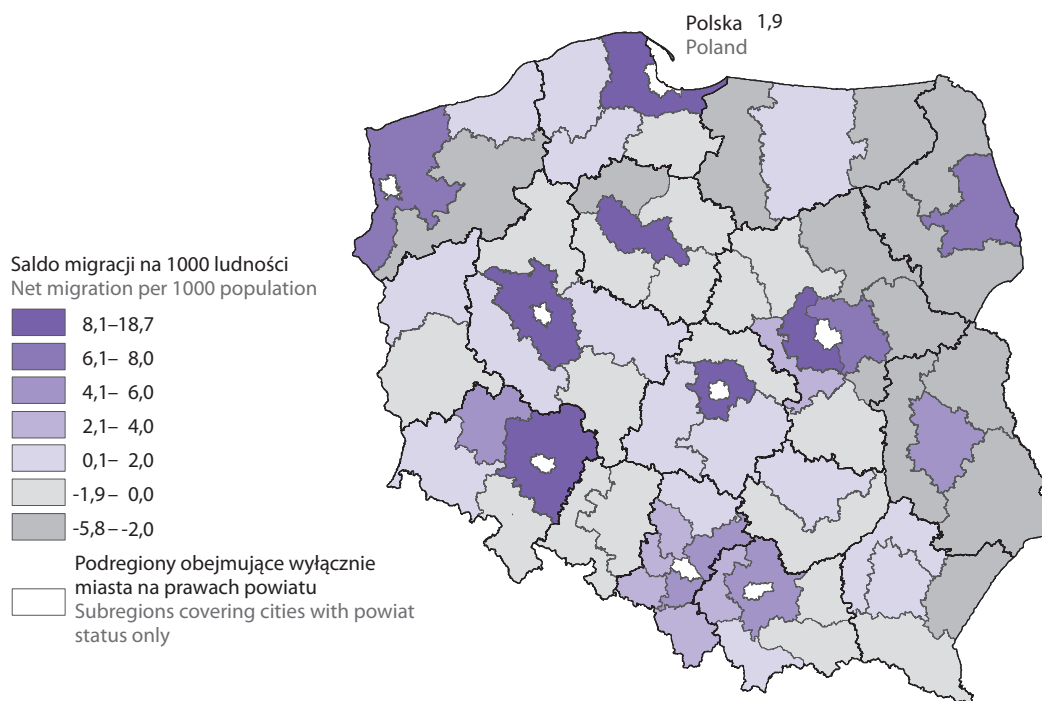 Polska 1,9
Poland
Saldo migracji na 1000 ludności
Net migration per 1000 population
8,1–18,7
6,1– 8,0
4,1– 6,0
2,1– 4,0
0,1– 2,0
-1,9– 0,0
-5,8– -2,0
Podregiony obejmujące wyłącznie
miasta na prawach powiatu
Subregions covering cities with powiat
status only